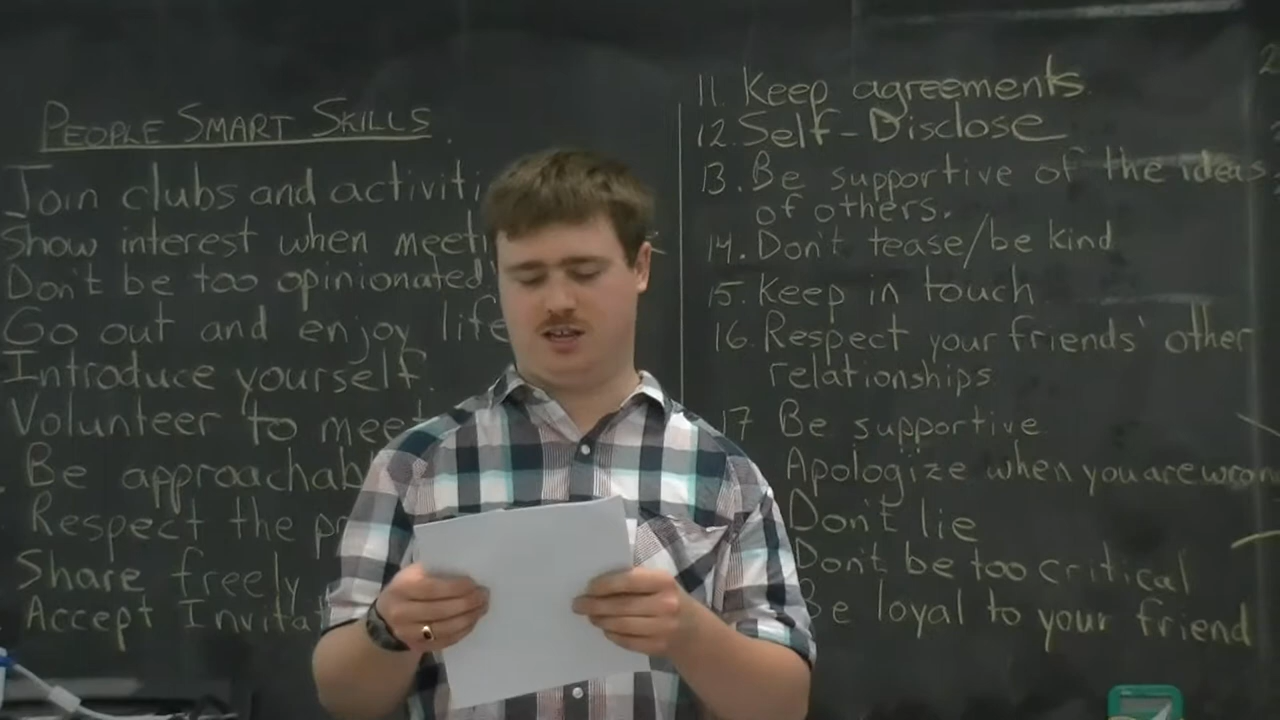 PEOPLE SMART SKILLS.
Join clubs and activiti
Show interest when meeti
Don't be too opinionated
Go out and enjoy life
Introduce yourself.
Volunteer to meet
Be approachab
Respect the pr
Share freely
Accept Invitat
11. Keep agreements.
12. Self-Disclose
13. Be supportive of the ideas
of others.
14. Don't tease/be kind
15. Keep in touch
16. Respect your friends' other
relationships
17 Be supportive
Apologize when you are wron
Don't lie
Don't be too critical
Be loyal to your friend